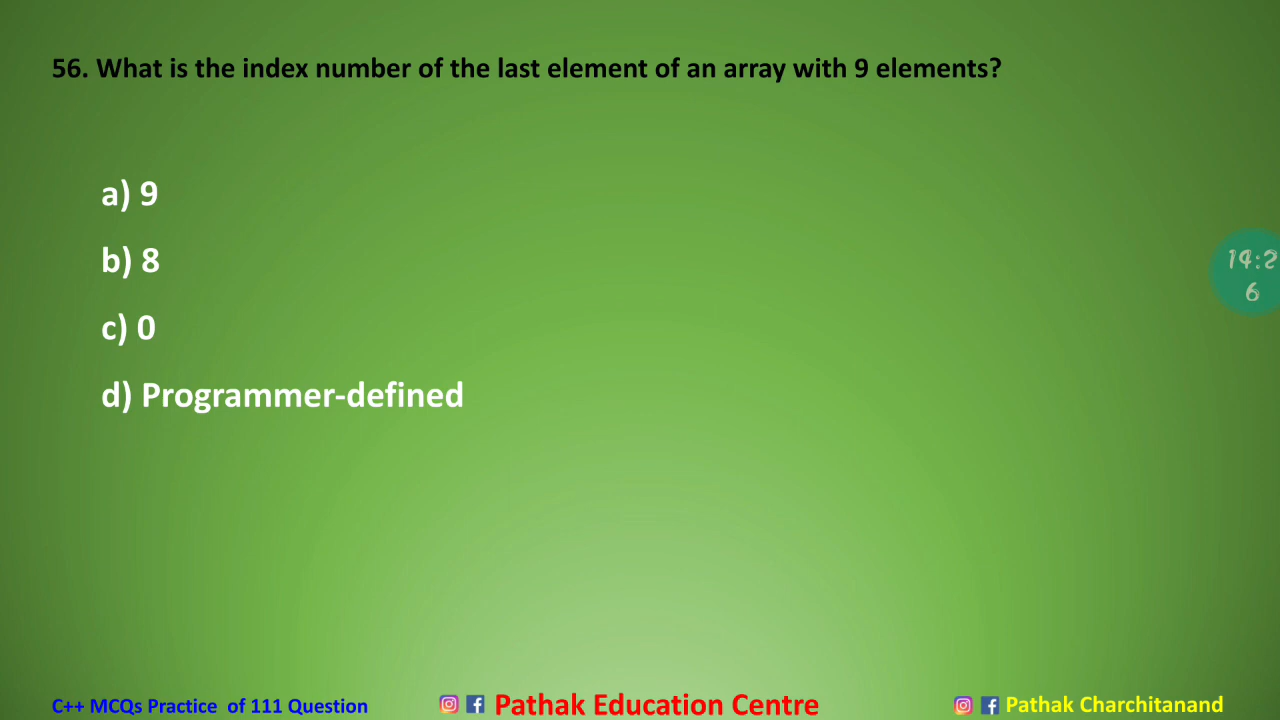 56. What is the index number of the last element of an array with 9 elements?
a) 9
b) 8
c) 0
d) Programmer-defined
14:2
6
C++ MCQs Practice of 111 Question
Pathak Education Centre
Pathak Charchitanand